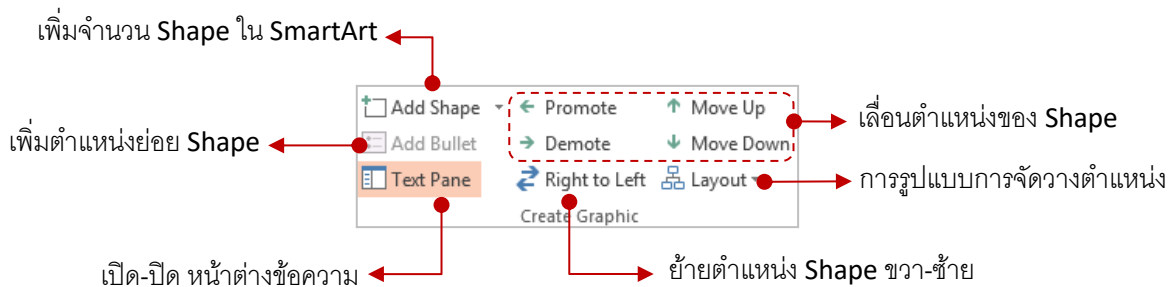 เพิ่มจำนวน Shape ใน SmartArt
Add Shape Promote Move Up
เลื่อนตำแหน่งของ Shape
เพิ่มตำแหน่งย่อย Shape
Add Bullet Demote Move Down
Text Pane Right to Left Layout
การรูปแบบการจัดวางตำแหน่ง
Create Graphic
เปิด-ปิด หน้าต่างข้อความ
ย้ายตำแหน่ง Shape ขวา-ซ้าย